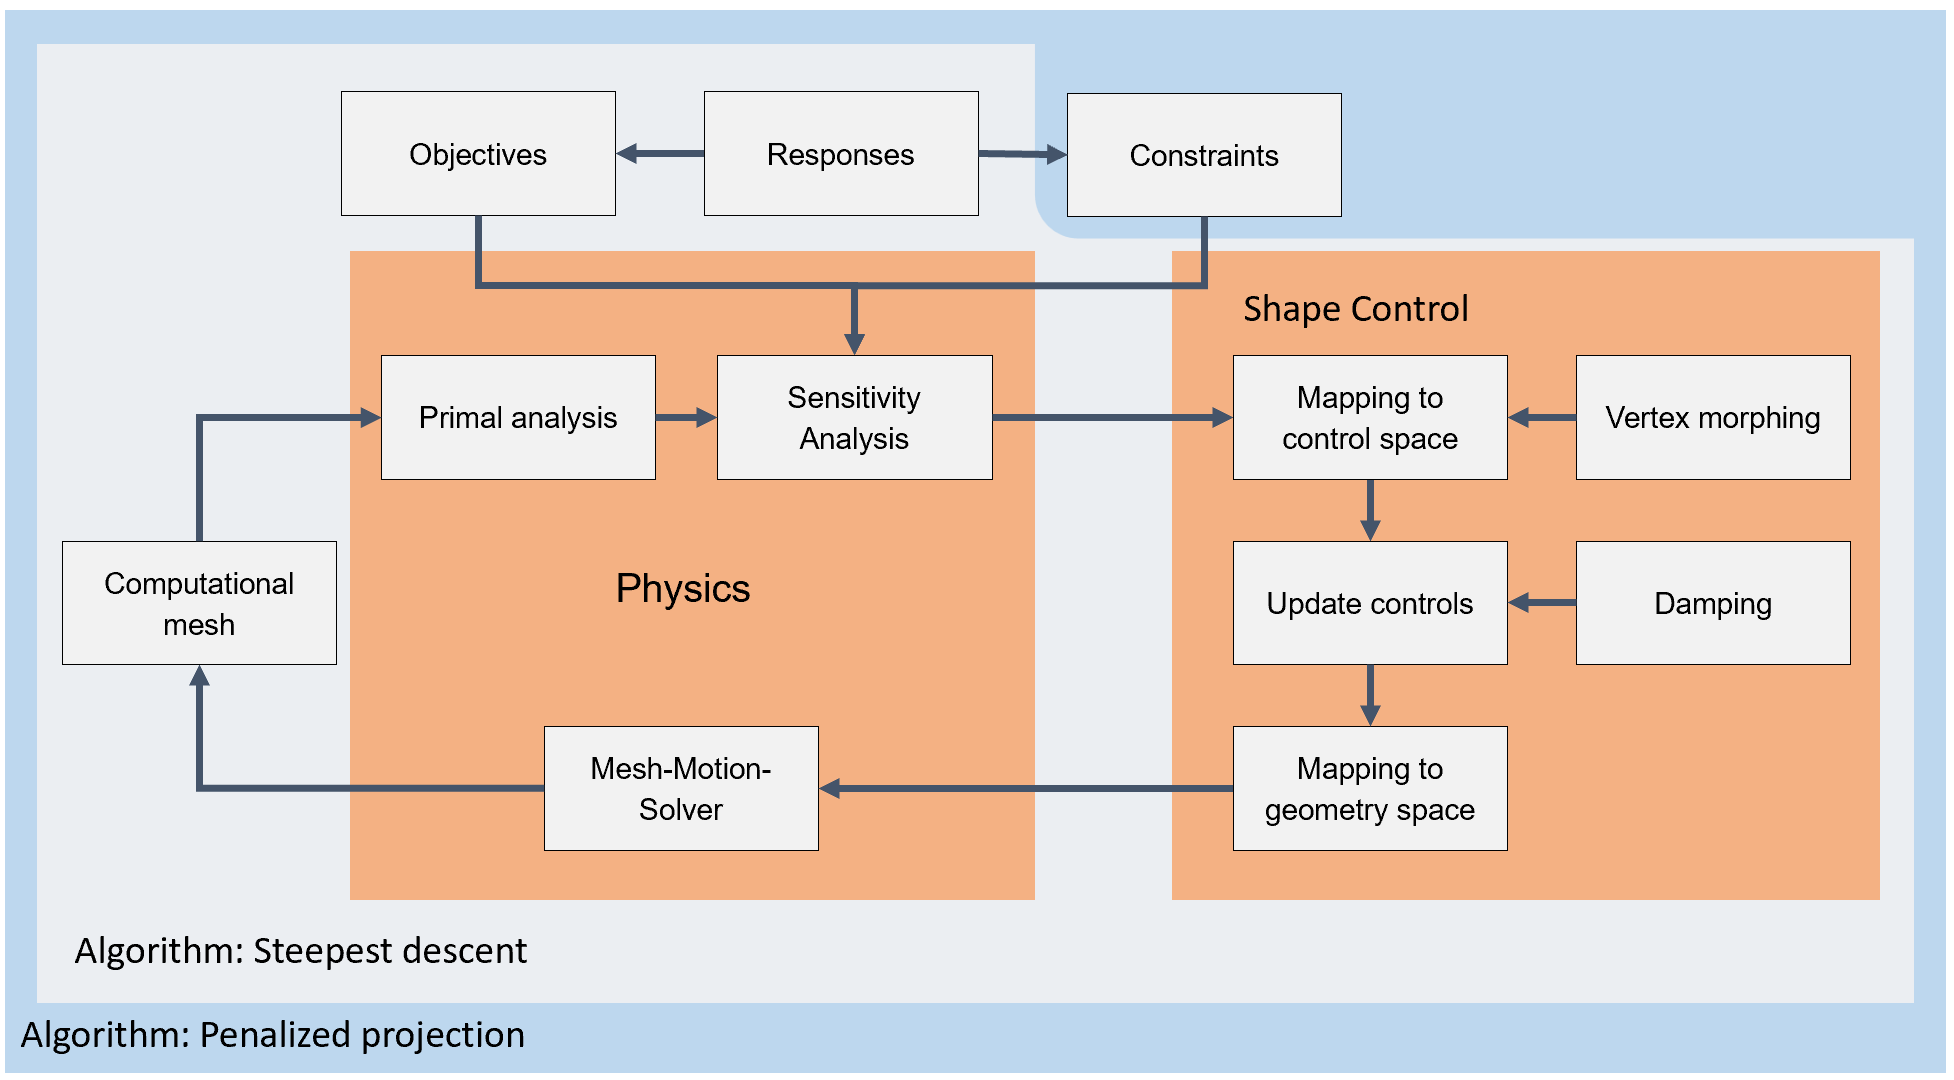 Objectives
Responses
Constraints
Shape Control
Primal analysis
Sensitivity
Analysis
Mapping to
control space
Vertex morphing
Computational
mesh
Physics
Update controls
Damping
Mesh-Motion-
Solver
Mapping to
geometry space
Algorithm: Steepest descent
Algorithm: Penalized projection